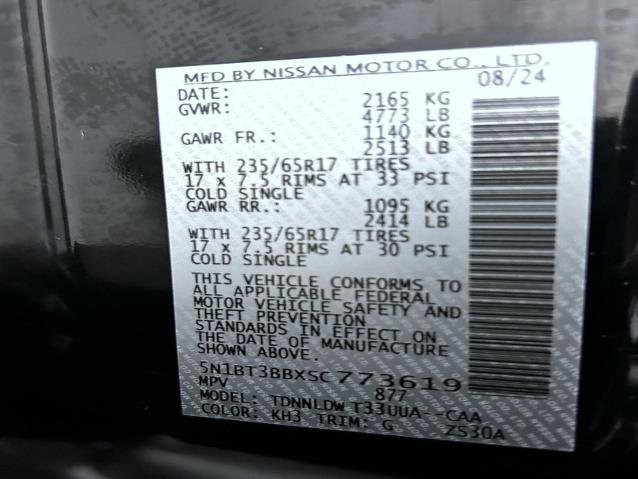 MFD BY NISSAN MOTOR CO., LTD.
DATE: 08/24
GVWR: 2165 KG
4773 LB
GAWR FR.: 1140 KG
2513 LB
WITH 235/65R17 TIRES
17 x 7.5 RIMS AT 33 PSI
COLD SINGLE
GAWR RR.: 1095 KG
2414 LB
WITH 235/65R17 TIRES
17 x 7.5 RIMS AT 30 PSI
COLD SINGLE
THIS VEHICLE CONFORMS TO
ALL APPLICABLE FEDERAL
MOTOR VEHICLE SAFETY AND
THEFT PREVENTION
STANDARDS IN EFFECT ON
THE DATE OF MANUFACTURE
SHOWN ABOVE.
5N1BT3BBXSC773619
MPV 877
MODEL: TDNNLDW T33UUA--CAA
COLOR: KH3 TRIM: G ZS30A